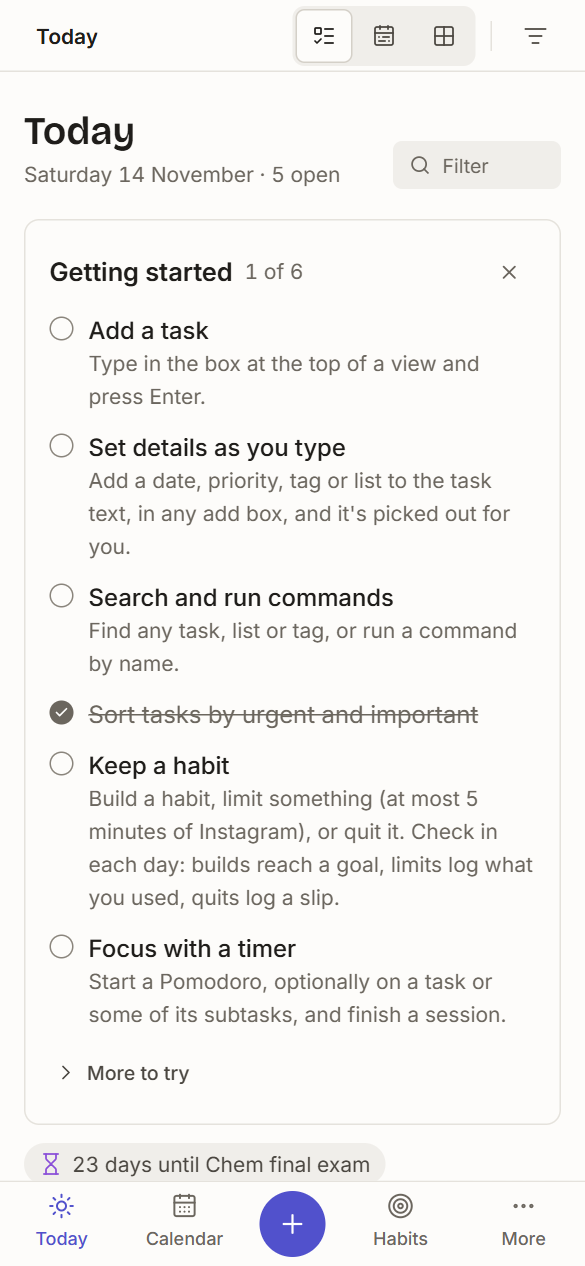 Today
Today
Saturday 14 November · 5 open
Filter
Getting started 1 of 6
Add a task
Type in the box at the top of a view and
press Enter.
Set details as you type
Add a date, priority, tag or list to the task
text, in any add box, and it's picked out for
you.
Search and run commands
Find any task, list or tag, or run a command
by name.
Sort tasks by urgent and important
Keep a habit
Build a habit, limit something (at most 5
minutes of Instagram), or quit it. Check in
each day: builds reach a goal, limits log what
you used, quits log a slip.
Focus with a timer
Start a Pomodoro, optionally on a task or
some of its subtasks, and finish a session.
More to try
23 days until Chem final exam
Today
Calendar
Habits
More